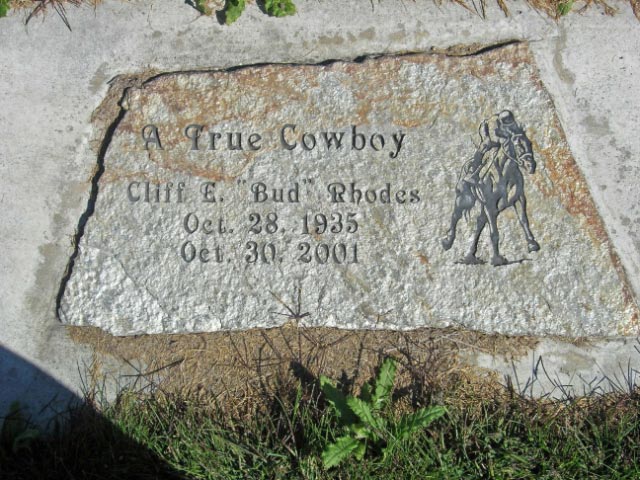 A True Cowboy
Cliff E. "Bud" Rhodes
Oct. 28. 1935
Oct. 30. 2001